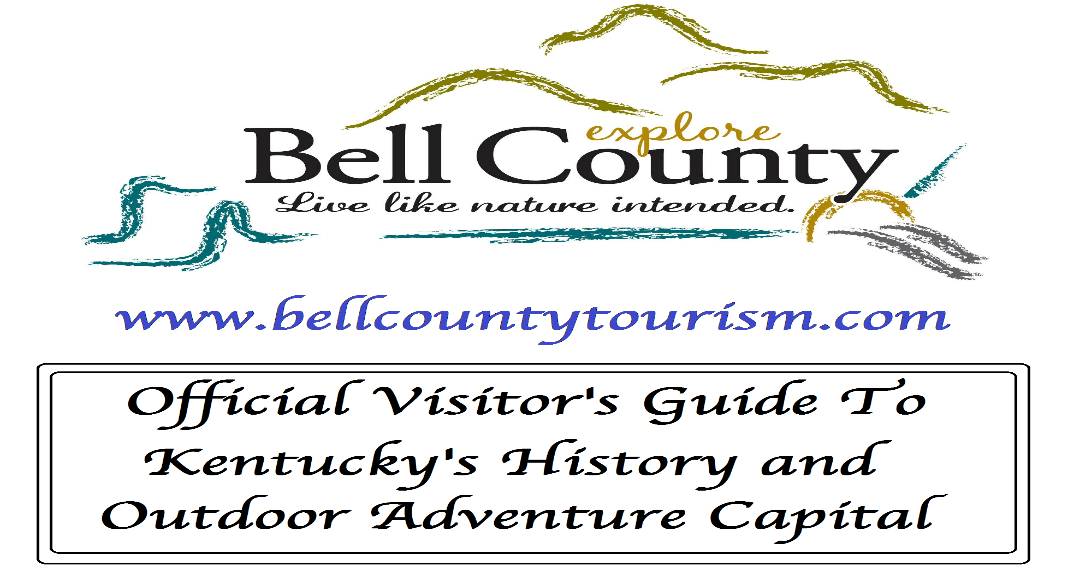 explore
Bell County
Live like nature intended.
www.bellcountytourism.com
Official Visitor's Guide To
Kentucky's History and
Outdoor Adventure Capital